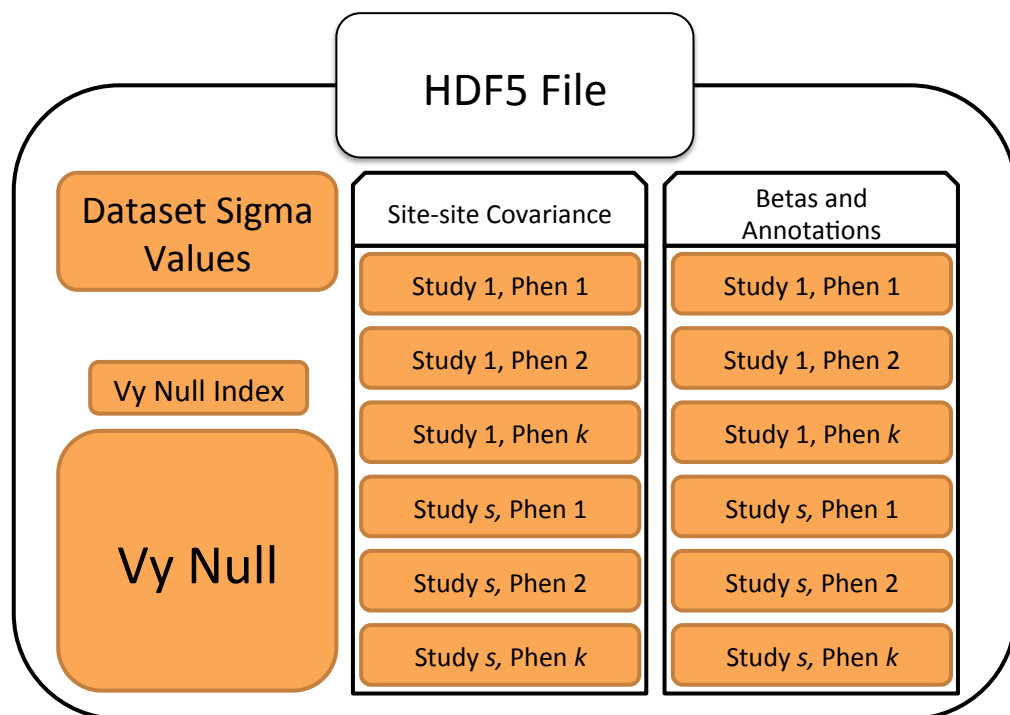 HDF5 File
Dataset Sigma
Values
Vy Null Index
Vy Null
Site-site Covariance
Study 1, Phen 1
Study 1, Phen 2
Study 1, Phen k
Study s, Phen 1
Study s, Phen 2
Study s, Phen k
Betas and
Annotations
Study 1, Phen 1
Study 1, Phen 2
Study 1, Phen k
Study s, Phen 1
Study s, Phen 2
Study s, Phen k